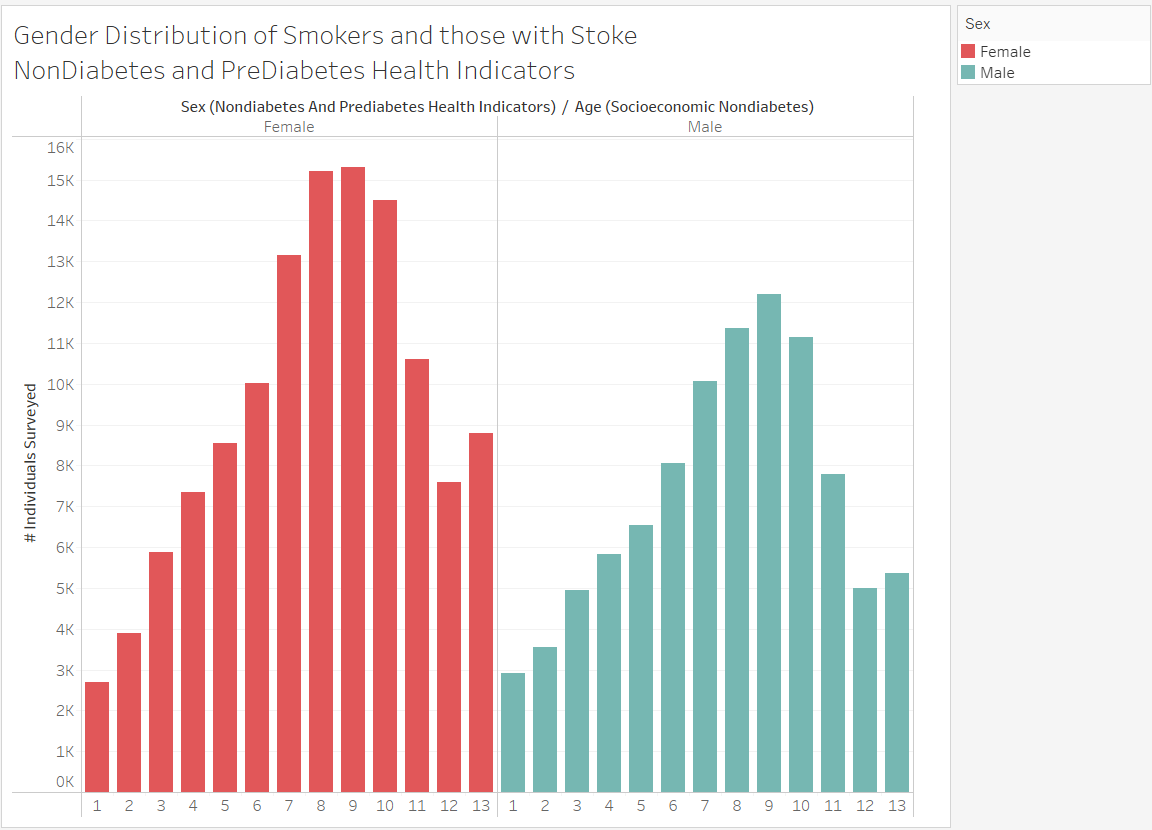 Gender Distribution of Smokers and those with Stoke
NonDiabetes and PreDiabetes Health Indicators
Sex (Nondiabetes And Prediabetes Health Indicators) / Age (Socioeconomic Nondiabetes)
Female Male
16K
15K
14K
13K
12K
11K
10K
9K
8K
7K
6K
5K
4K
3K
2K
1K
0K
# Individuals Surveyed
1 2 3 4 5 6 7 8 9 10 11 12 13 1 2 3 4 5 6 7 8 9 10 11 12 13
Sex
Female
Male